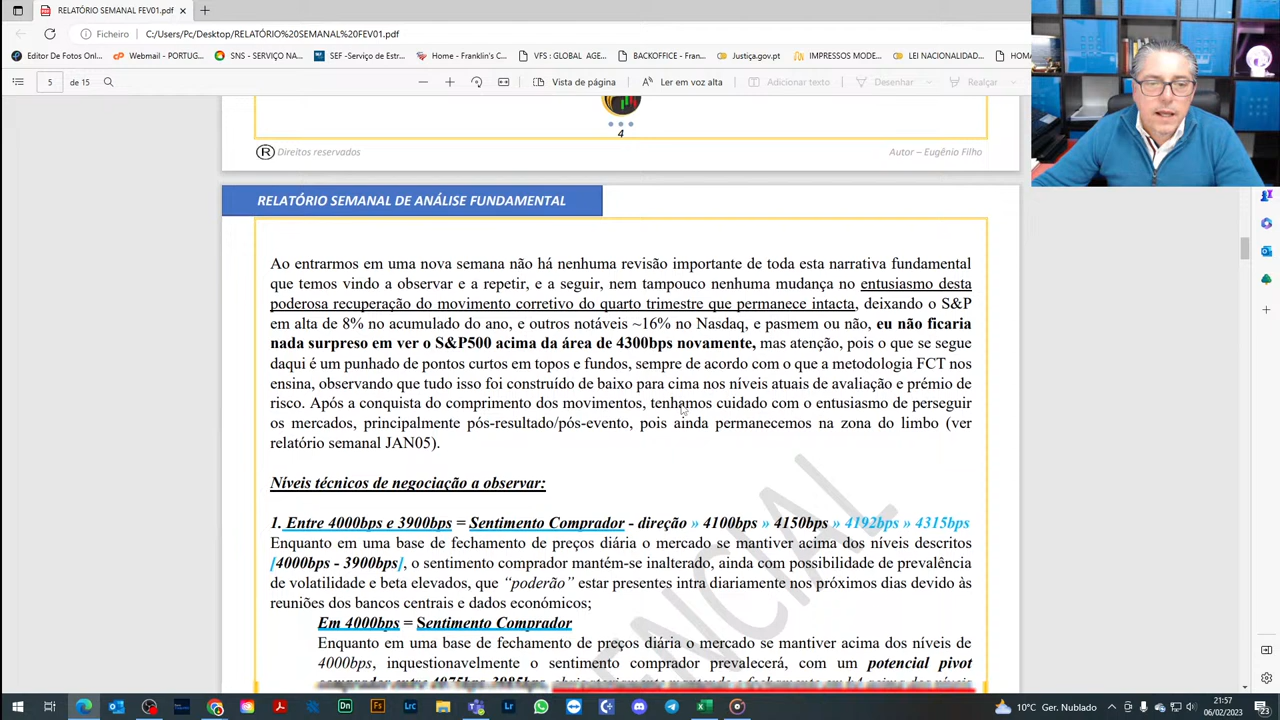 RELATÓRIO SEMANAL FEV01.pdf
Ficheiro
C:/Users/Pc/Desktop/RELATÓRIO%20SEMANAL%20FEV01.pdf
Editor De Fotos Onl...
Webmail - PORTUG...
SNS - SERVIÇO NA...
SEF -Serviço de Estr...
Home - Franklin's C...
VFS : GLOBAL AGE...
BACKOFFICE - Fran...
Justiça.gov.pt
IMPRESSOS MODE...
LEI NACIONALIDAD...
HOMA
5 de 15
Vista de página
Ler em voz alta
Adicionar texto
Desenhar
Realçar
4
® Direitos reservados
Autor – Eugênio Filho
RELATÓRIO SEMANAL DE ANÁLISE FUNDAMENTAL
Ao entrarmos em uma nova semana não há nenhuma revisão importante de toda esta narrativa fundamental
que temos vindo a observar e a repetir, e a seguir, nem tampouco nenhuma mudança no entusiasmo desta
poderosa recuperação do movimento corretivo do quarto trimestre que permanece intacta, deixando o S&P
em alta de 8% no acumulado do ano, e outros notáveis ~16% no Nasdaq, e pasmem ou não, eu não ficaria
nada surpreso em ver o S&P500 acima da área de 4300bps novamente, mas atenção, pois o que se segue
daqui é um punhado de pontos curtos em topos e fundos, sempre de acordo com o que a metodologia FCT nos
ensina, observando que tudo isso foi construído de baixo para cima nos níveis atuais de avaliação e prémio de
risco. Após a conquista do comprimento dos movimentos, tenhamos cuidado com o entusiasmo de perseguir
os mercados, principalmente pós-resultado/pós-evento, pois ainda permanecemos na zona do limbo (ver
relatório semanal JAN05).
Níveis técnicos de negociação a observar:
1. Entre 4000bps e 3900bps = Sentimento Comprador - direção » 4100bps » 4150bps » 4192bps » 4315bps
Enquanto em uma base de fechamento de preços diária o mercado se mantiver acima dos níveis descritos
[4000bps - 3900bps], o sentimento comprador mantém-se inalterado, ainda com possibilidade de prevalência
de volatilidade e beta elevados, que “poderão” estar presentes intra diariamente nos próximos dias devido às
reuniões dos bancos centrais e dados económicos;
Em 4000bps = Sentimento Comprador
Enquanto em uma base de fechamento de preços diária o mercado se mantiver acima dos níveis de
4000bps, inquestionavelmente o sentimento comprador prevalecerá, com um potencial pivot
ENCIAL
10°C Ger. Nublado
21:57
06/02/2023